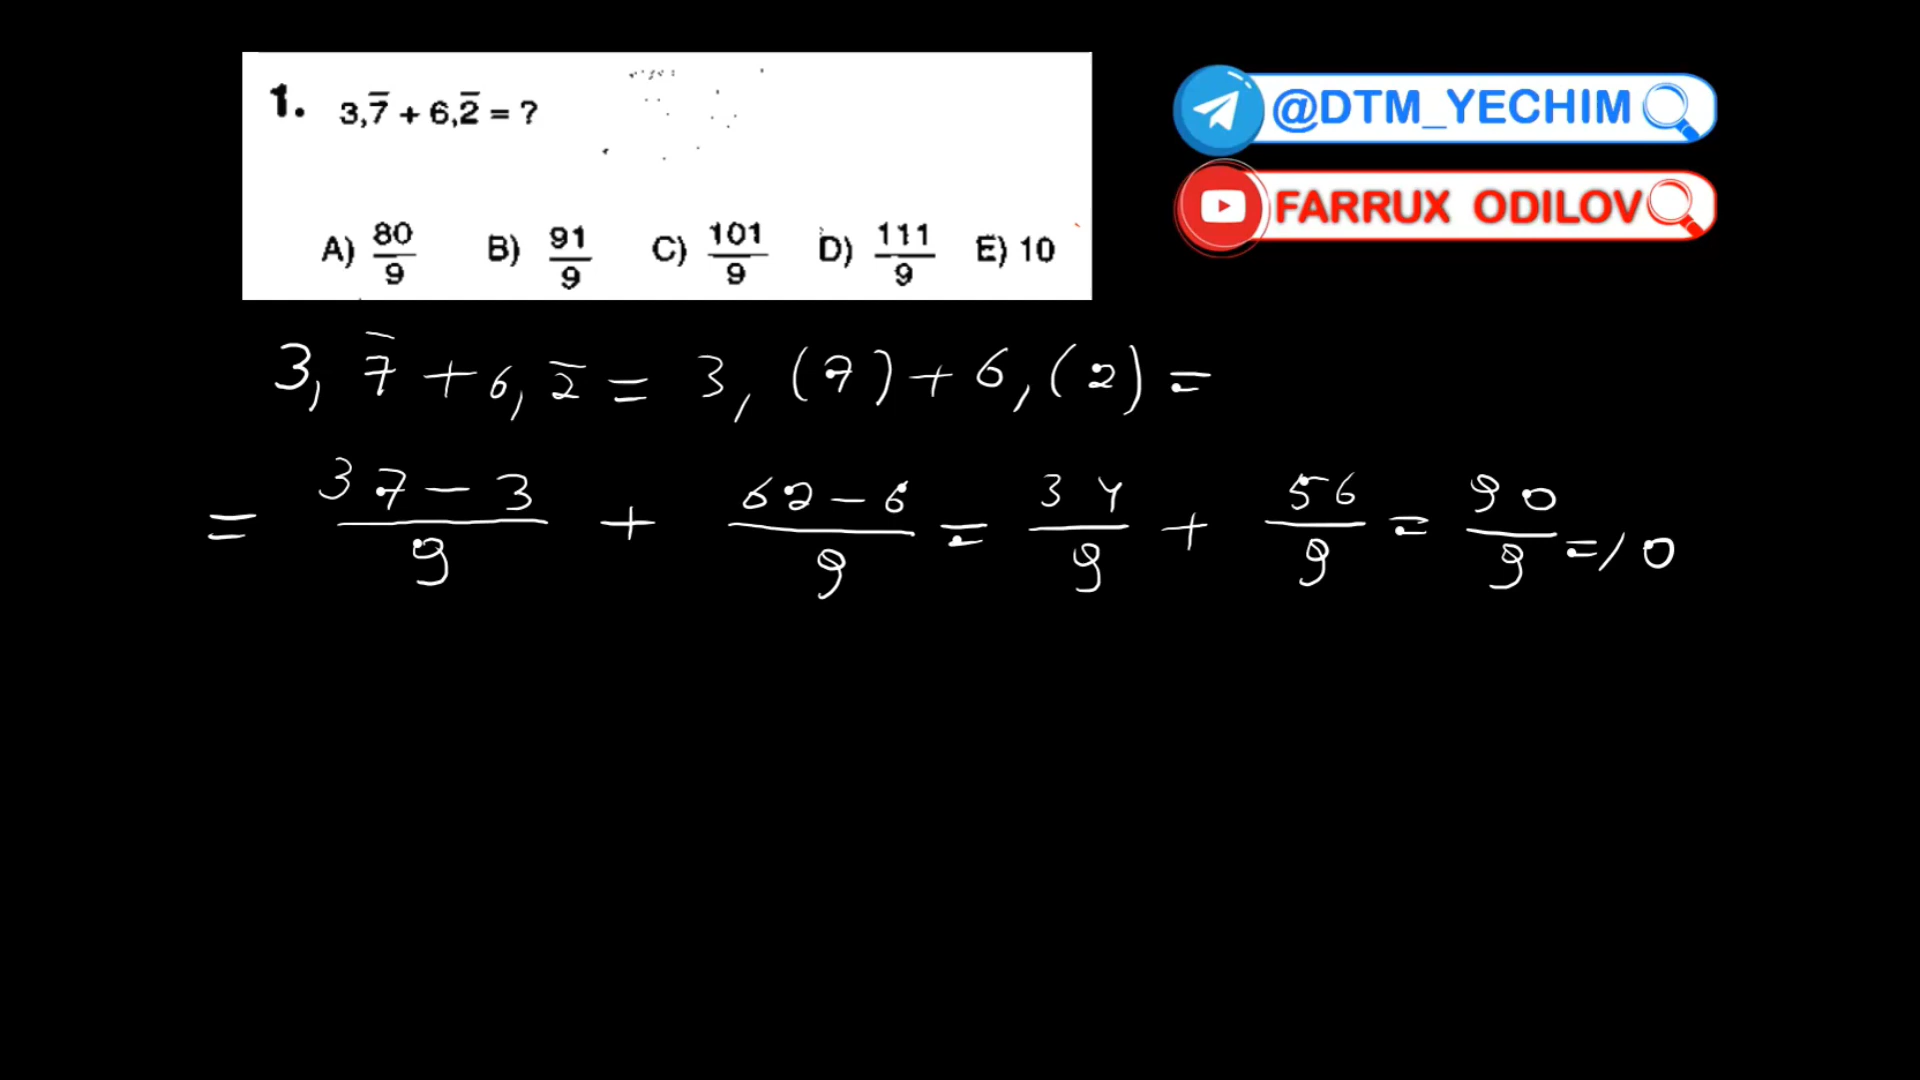 1. 3,7̅ + 6,2̅ = ?
A) 80/9 B) 91/9 C) 101/9 D) 111/9 E) 10
@DTM_YECHIM
FARRUX ODILOV
3,7̅ + 6,2̅ = 3,(7) + 6,(2) =
= 37-3/9 + 62-6/9 = 34/9 + 56/9 = 90/9 = 10